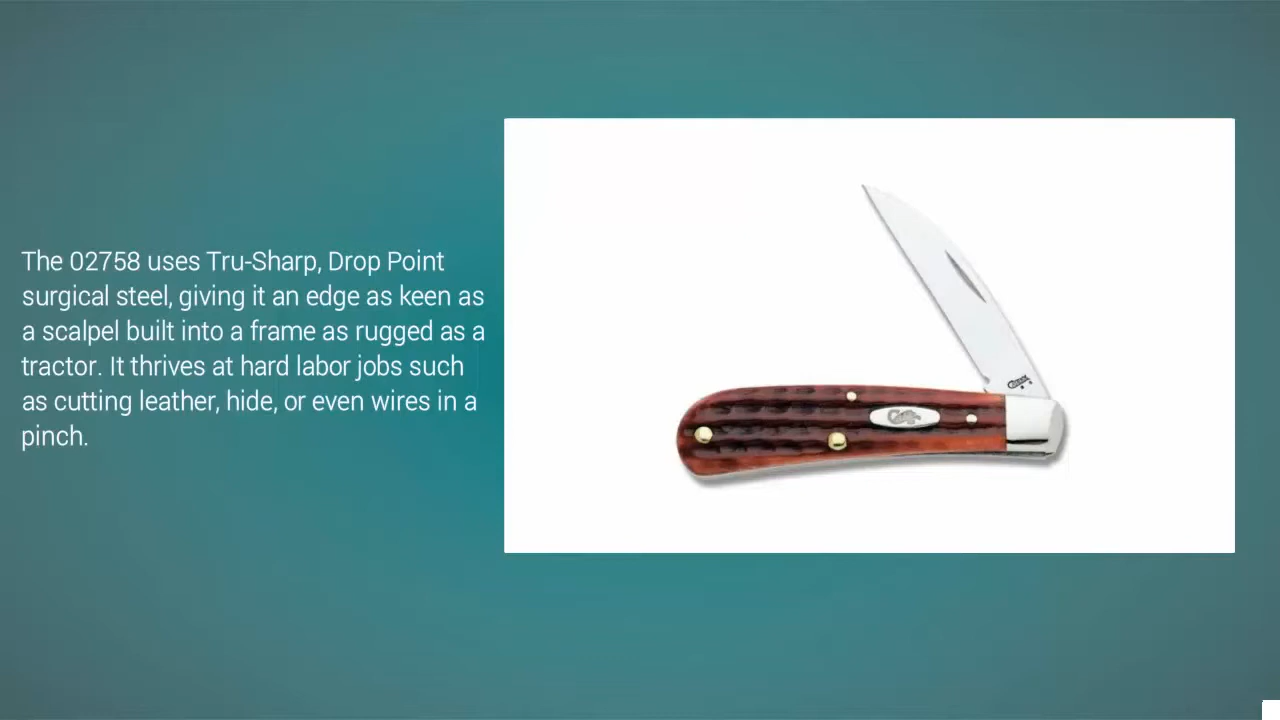 The 02758 uses Tru-Sharp, Drop Point
surgical steel, giving it an edge as keen as
a scalpel built into a frame as rugged as a
tractor. It thrives at hard labor jobs such
as cutting leather, hide, or even wires in a
pinch.